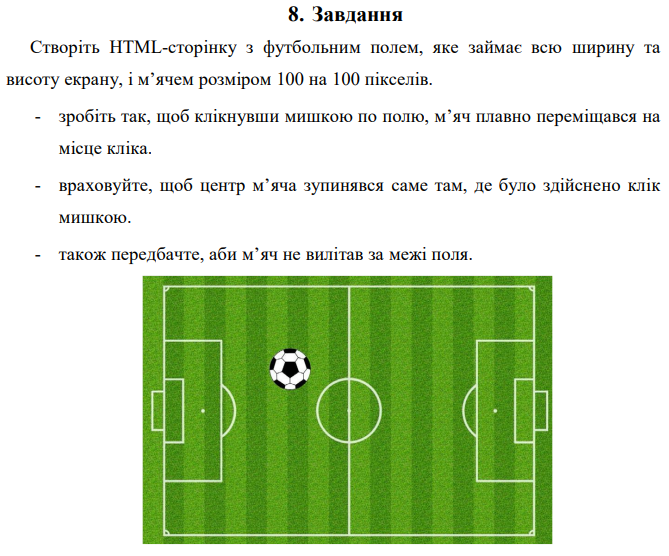 8. Завдання
Створіть HTML-сторінку з футбольним полем, яке займає всю ширину та
висоту екрану, і м’ячем розміром 100 на 100 пікселів.
- зробіть так, щоб клікнувши мишкою по полю, м’яч плавно переміщався на
місце кліка.
- враховуйте, щоб центр м’яча зупинявся саме там, де було здійснено клік
мишкою.
- також передбачте, аби м’яч не вилітав за межі поля.